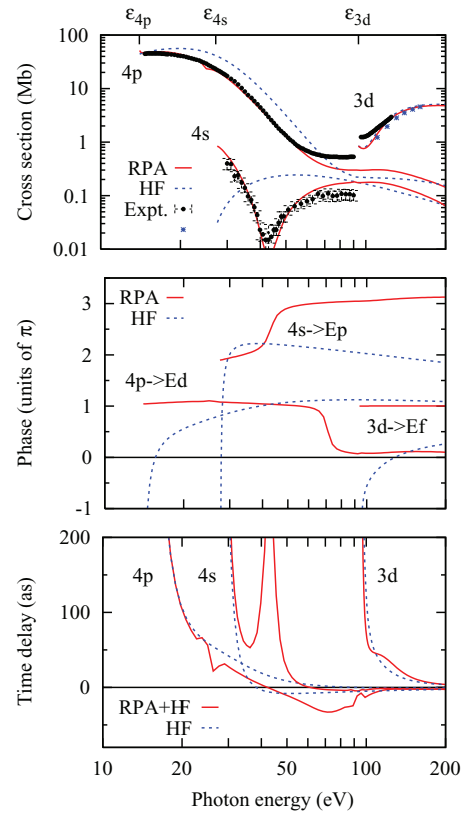 ε4p ε4s ε3d
100
10
1
0.1
0.01
Cross section (Mb)
4p
3d
4s
RPA
HF
Expt.
3
2
1
0
-1
Phase (units of π)
RPA
HF
4s->Ep
4p->Ed
3d->Ef
200
100
0
Time delay (as)
4p 4s 3d
RPA+HF
HF
10 20 50 100 200
Photon energy (eV)